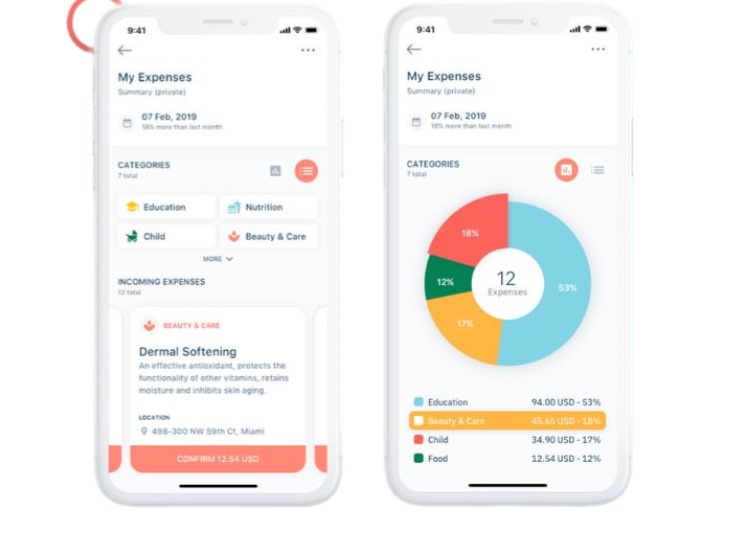 9:41
My Expenses
Summary (private)
07 Feb, 2019
18% more than last month
CATEGORIES
7 total
Education
Nutrition
Child
Beauty & Care
MORE
INCOMING EXPENSES
12 total
BEAUTY & CARE
Dermal Softening
An effective antioxidant, protects the
functionality of other vitamins, retains
moisture and inhibits skin aging.
LOCATION
498-300 NW 59th Ct, Miami
CONFIRM 12.54 USD
9:41
My Expenses
Summary (private)
07 Feb, 2019
18% more than last month
CATEGORIES
7 total
18%
12%
12
Expenses
53%
17%
Education 94.00 USD - 53%
Beauty & Care 45.65 USD - 18%
Child 34.90 USD - 17%
Food 12.54 USD - 12%